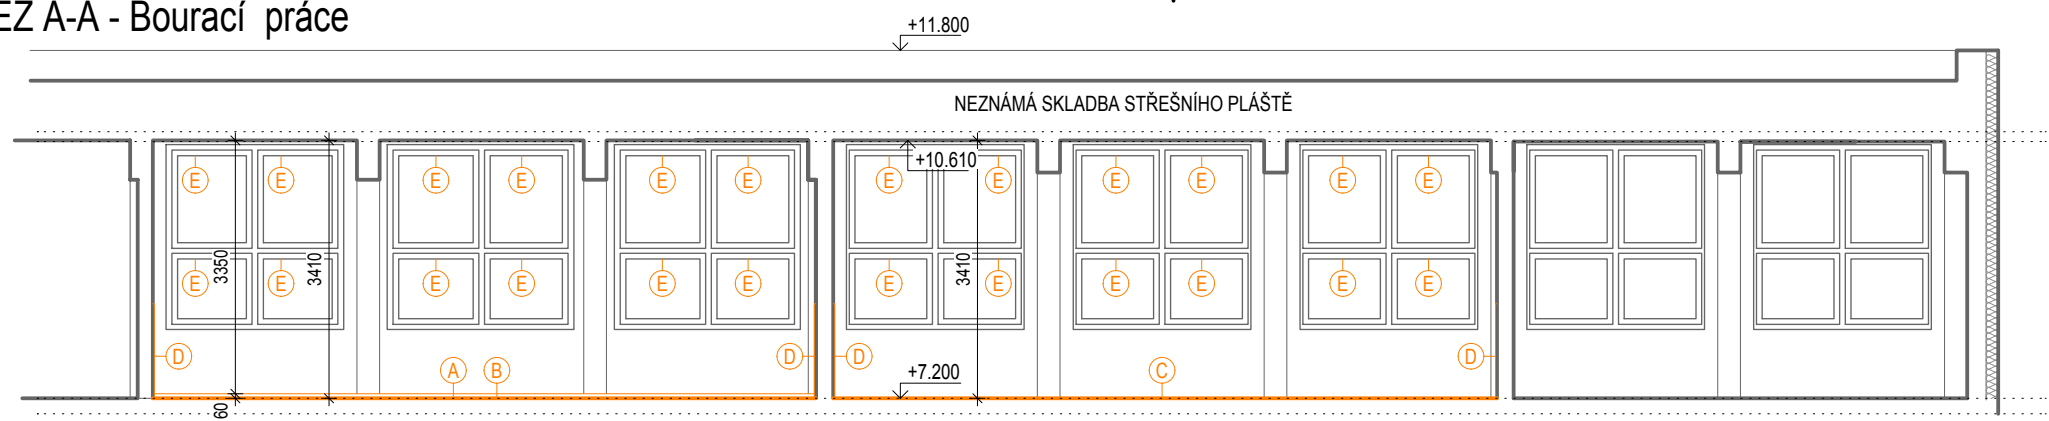 EZ A-A - Bourací práce
+11.800
NEZNÁMÁ SKLADBA STŘEŠNÍHO PLÁŠTĚ
+10.610
E E E E E E E E E E E E
3350
3410
3410
E E E E E E E E E E E E
D D D D
A B C
+7.200
60